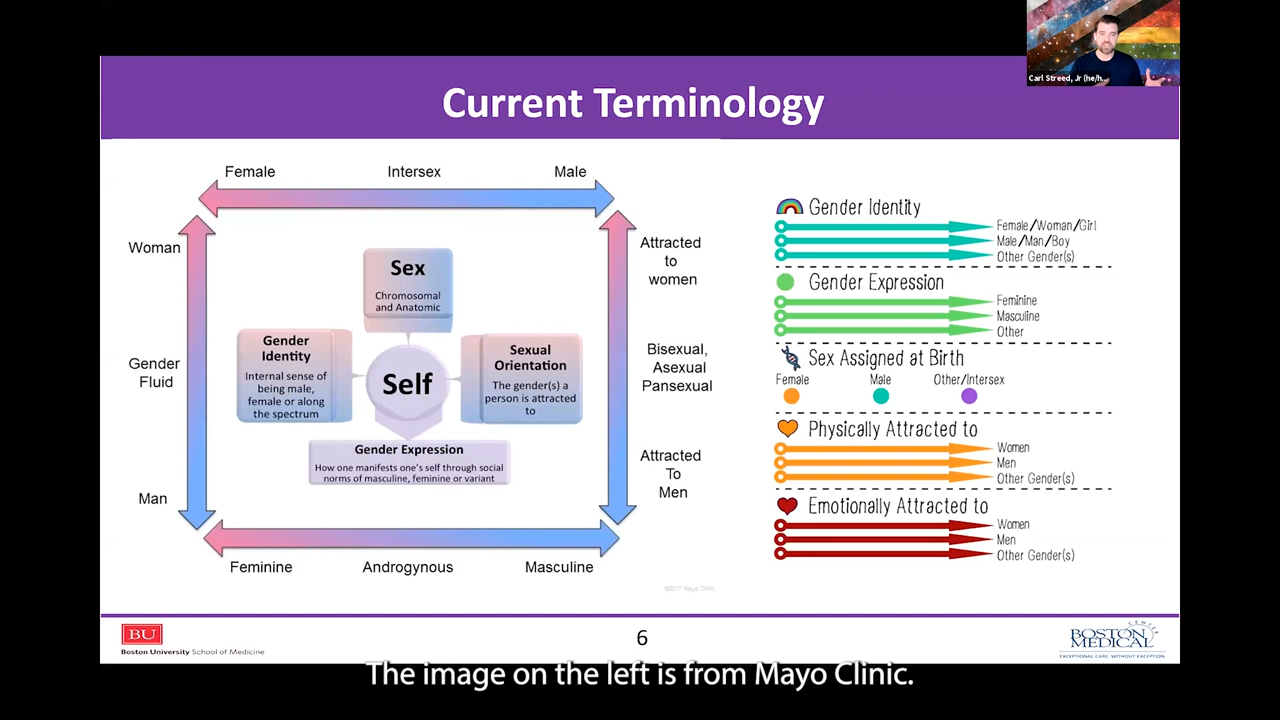 Carl Streed, Jr (he/h...
Current Terminology
Female Intersex Male
Woman
Gender
Fluid
Man
Sex
Chromosomal
and Anatomic
Gender
Identity
Internal sense of
being male,
female or along
the spectrum
Self
Sexual
Orientation
The gender(s) a
person is attracted
to
Gender Expression
How one manifests one's self through social
norms of masculine, feminine or variant
Attracted
to
women
Bisexual,
Asexual
Pansexual
Attracted
To
Men
Feminine Androgynous Masculine
©2017 Mayo Clinic
Gender Identity
Female/Woman/Girl
Male/Man/Boy
Other Gender(s)
Gender Expression
Feminine
Masculine
Other
Sex Assigned at Birth
Female Male Other/Intersex
Physically Attracted to
Women
Men
Other Gender(s)
Emotionally Attracted to
Women
Men
Other Gender(s)
BU
Boston University School of Medicine
6
BOSTON
MEDICAL
CENTER
EXCEPTIONAL CARE. WITHOUT EXCEPTION.
The image on the left is from Mayo Clinic.